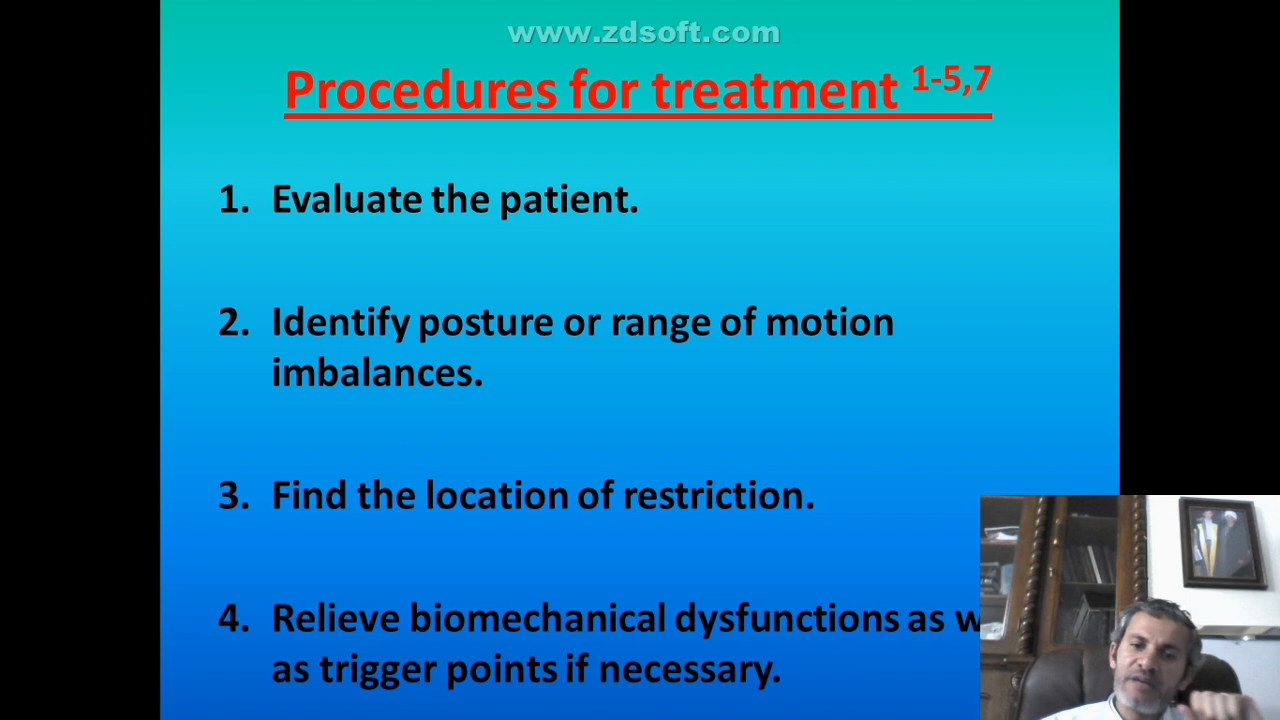 www.zdsoft.com
Procedures for treatment 1-5,7
1. Evaluate the patient.
2. Identify posture or range of motion
imbalances.
3. Find the location of restriction.
4. Relieve biomechanical dysfunctions as
as trigger points if necessary.